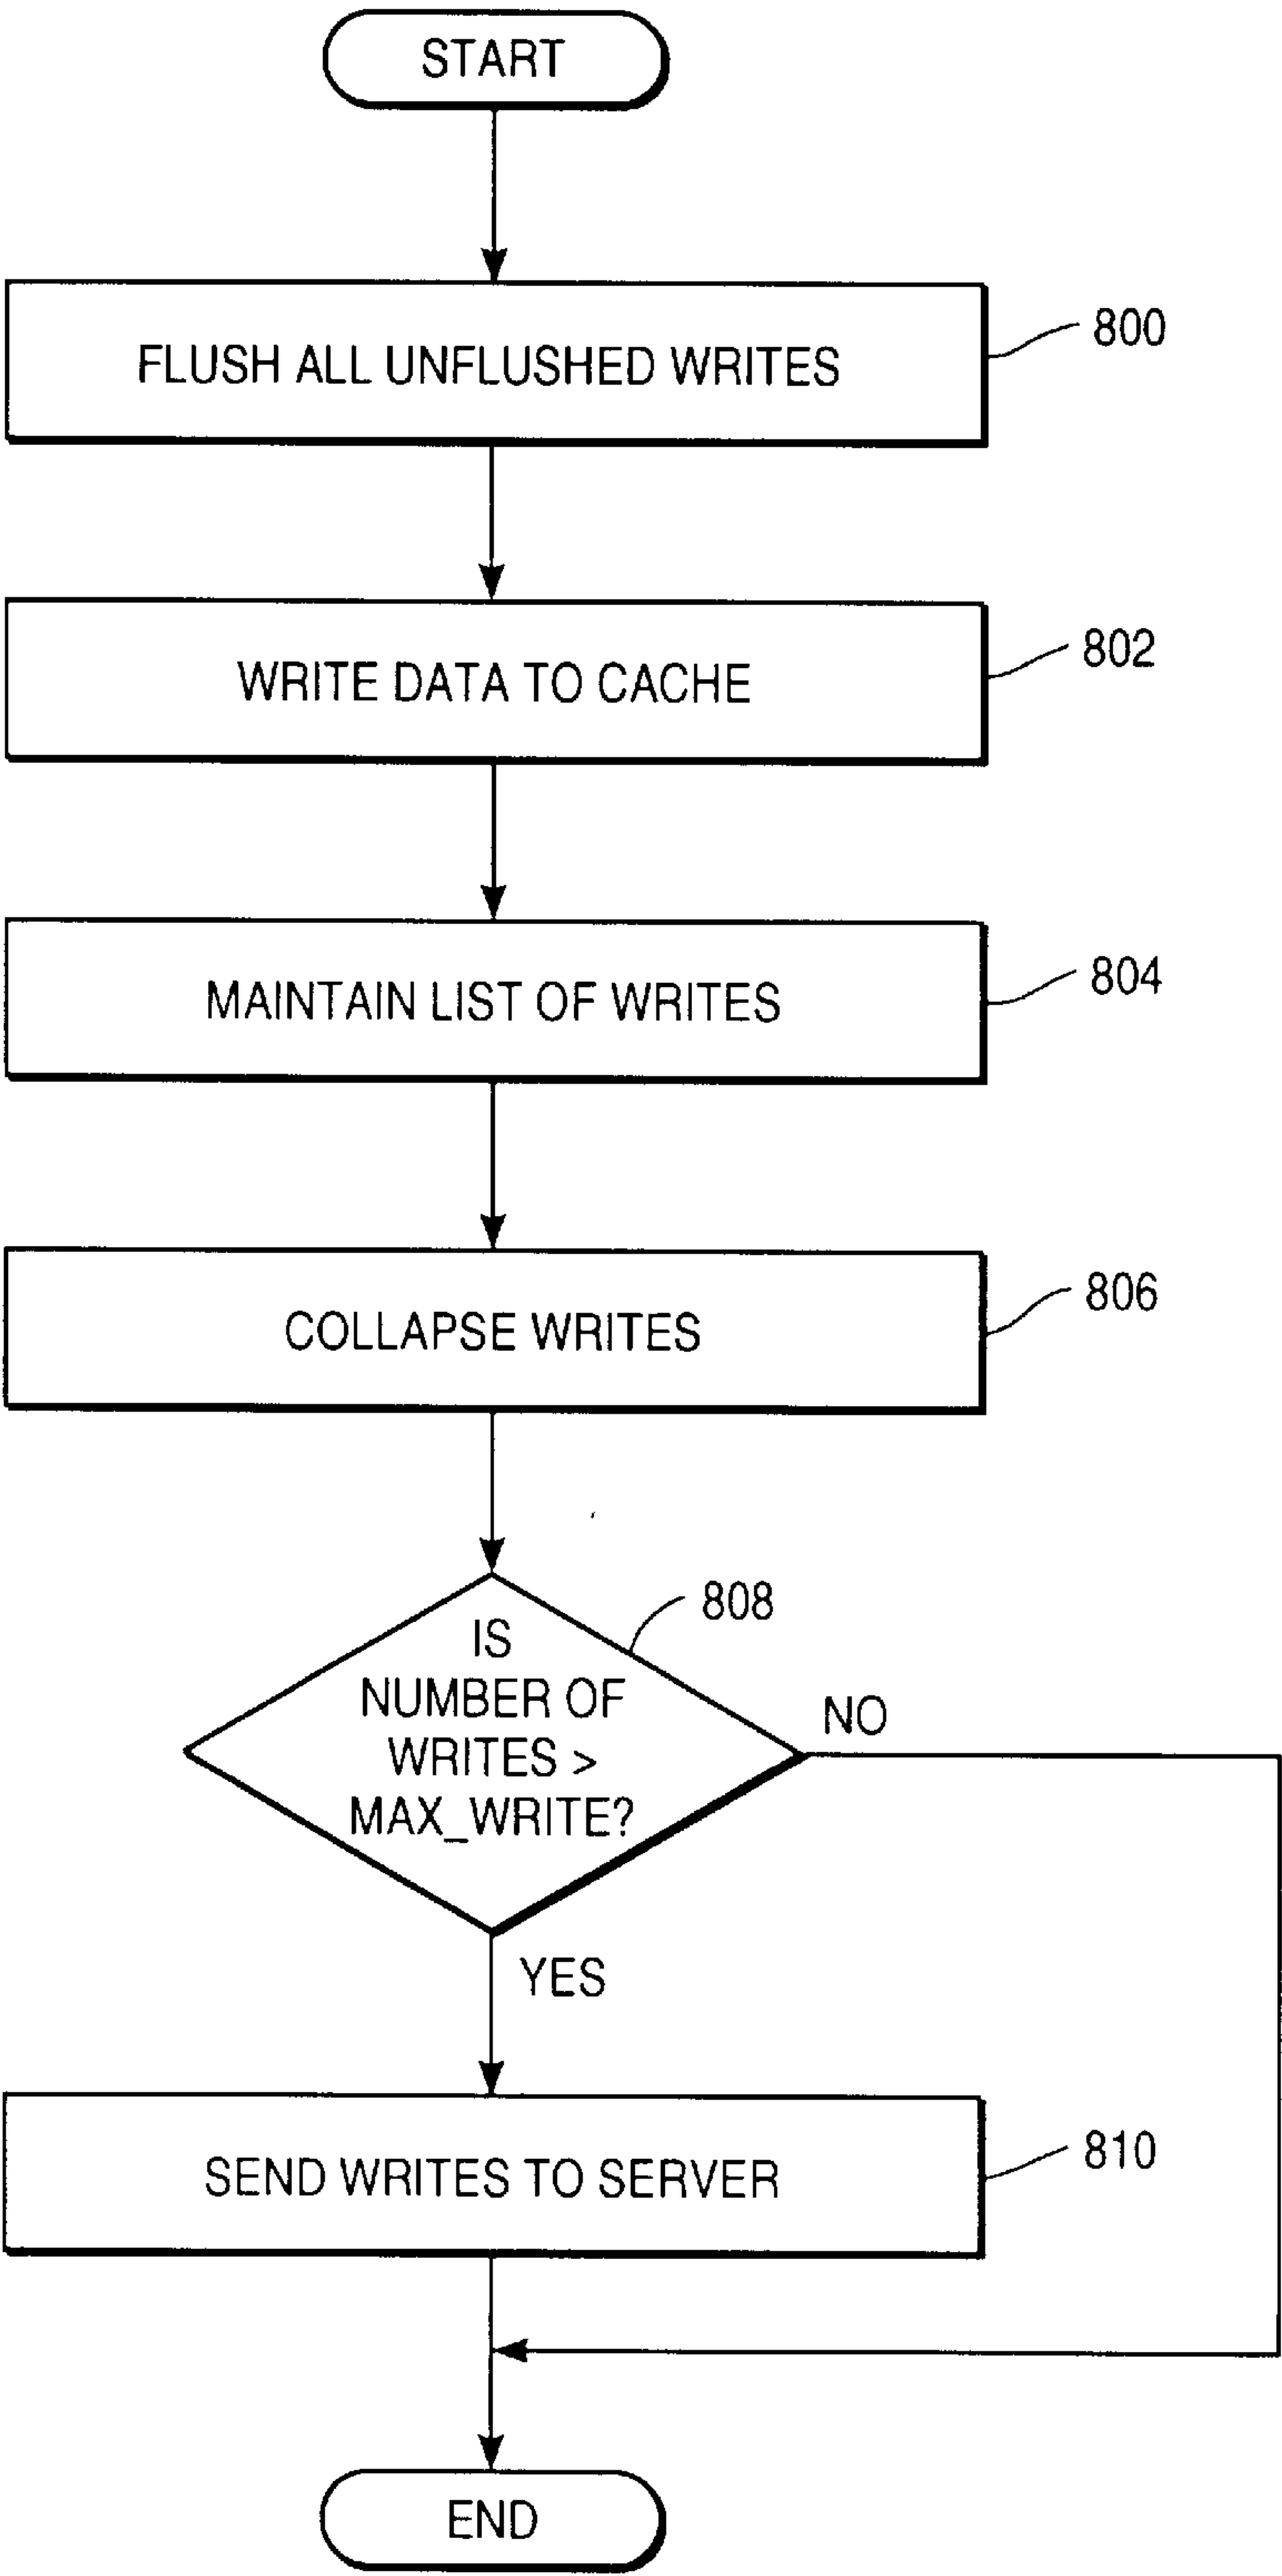 START
FLUSH ALL UNFLUSHED WRITES
800
WRITE DATA TO CACHE
802
MAINTAIN LIST OF WRITES
804
COLLAPSE WRITES
806
808
IS
NUMBER OF
WRITES >
MAX_WRITE?
NO
YES
SEND WRITES TO SERVER
810
END